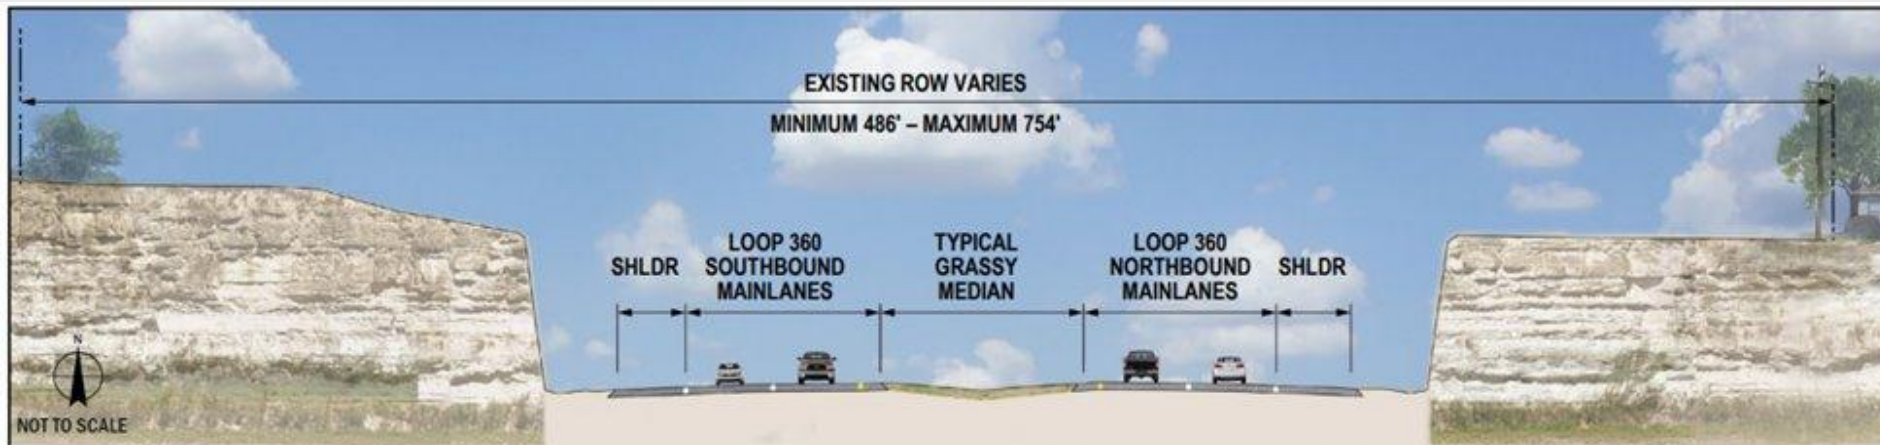 EXISTING ROW VARIES
MINIMUM 486' – MAXIMUM 754'
SHLDR
LOOP 360
SOUTHBOUND
MAINLANES
TYPICAL
GRASSY
MEDIAN
LOOP 360
NORTHBOUND
MAINLANES
SHLDR
N
NOT TO SCALE